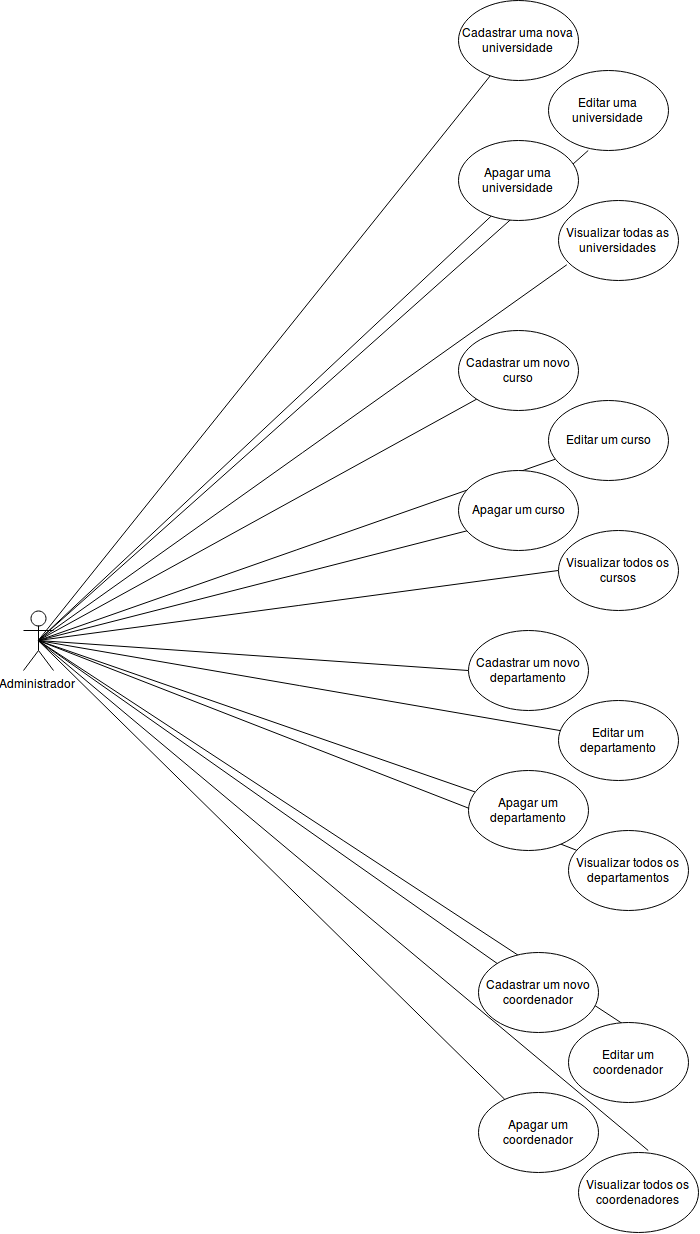 Cadastrar uma nova
universidade
Editar uma
universidade
Apagar uma
universidade
Visualizar todas as
universidades
Cadastrar um novo
curso
Editar um curso
Apagar um curso
Visualizar todos os
cursos
Administrador
Cadastrar um novo
departamento
Editar um
departamento
Apagar um
departamento
Visualizar todos os
departamentos
Cadastrar um novo
coordenador
Editar um
coordenador
Apagar um
coordenador
Visualizar todos os
coordenadores